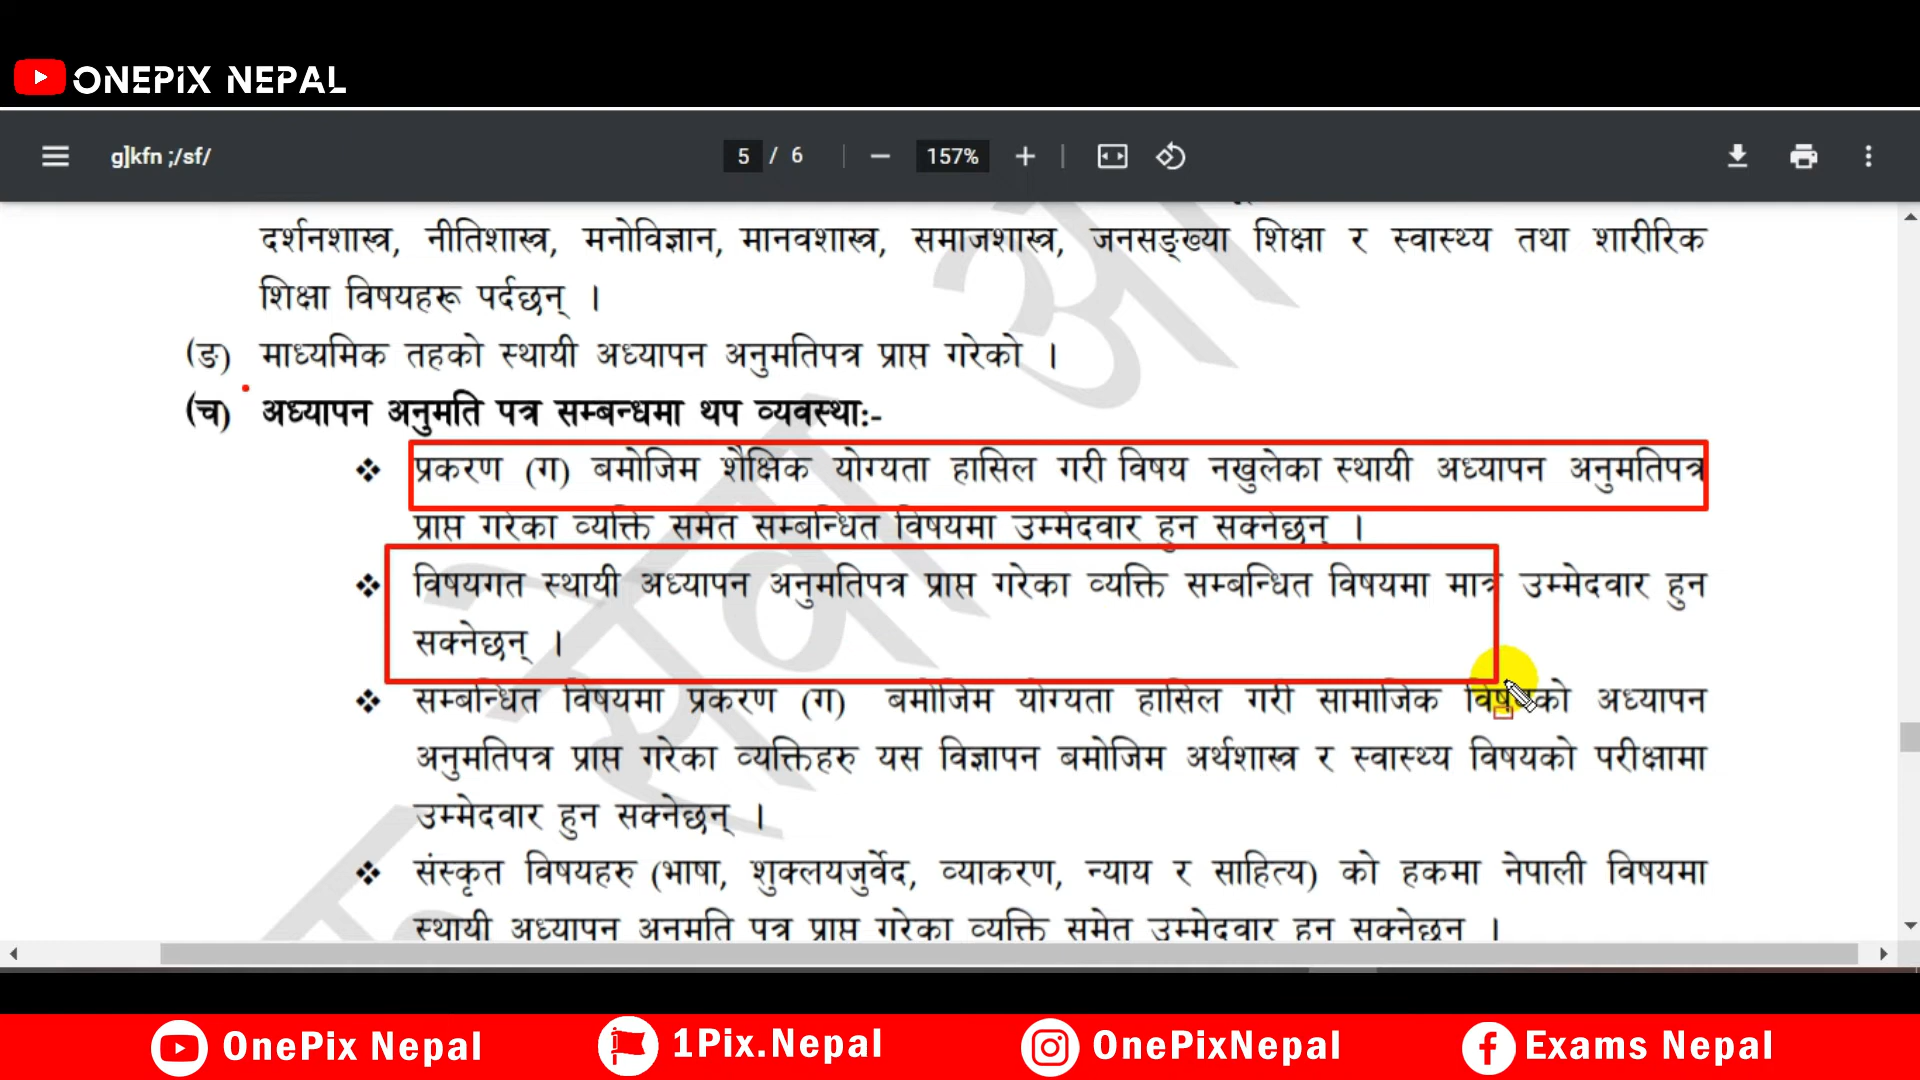 ONEPIX NEPAL
g]kfn ;/sf/
5 / 6
157%
दर्शनशास्त्र, नीतिशास्त्र, मनोविज्ञान, मानवशास्त्र, समाजशास्त्र, जनसङ्ख्या शिक्षा र स्वास्थ्य तथा शारीरिक
शिक्षा विषयहरू पर्दछन् ।
(ङ) माध्यमिक तहको स्थायी अध्यापन अनुमतिपत्र प्राप्त गरेको ।
(च) अध्यापन अनुमति पत्र सम्बन्धमा थप व्यवस्था:-
❖ प्रकरण (ग) बमोजिम शैक्षिक योग्यता हासिल गरी विषय नखुलेका स्थायी अध्यापन अनुमतिपत्र
प्राप्त गरेका व्यक्ति समेत सम्बन्धित विषयमा उम्मेदवार हुन सक्नेछन् ।
❖ विषयगत स्थायी अध्यापन अनुमतिपत्र प्राप्त गरेका व्यक्ति सम्बन्धित विषयमा मात्र उम्मेदवार हुन
सक्नेछन् ।
❖ सम्बन्धित विषयमा प्रकरण (ग) बमोजिम योग्यता हासिल गरी सामाजिक विषयको अध्यापन
अनुमतिपत्र प्राप्त गरेका व्यक्तिहरु यस विज्ञापन बमोजिम अर्थशास्त्र र स्वास्थ्य विषयको परीक्षामा
उम्मेदवार हुन सक्नेछन् ।
❖ संस्कृत विषयहरु (भाषा, शुक्लयजुर्वेद, व्याकरण, न्याय र साहित्य) को हकमा नेपाली विषयमा
स्थायी अध्यापन अनुमति पत्र प्राप्त गरेका व्यक्ति समेत उम्मेदवार हुन सक्नेछन् ।
OnePix Nepal
1Pix.Nepal
OnePixNepal
Exams Nepal